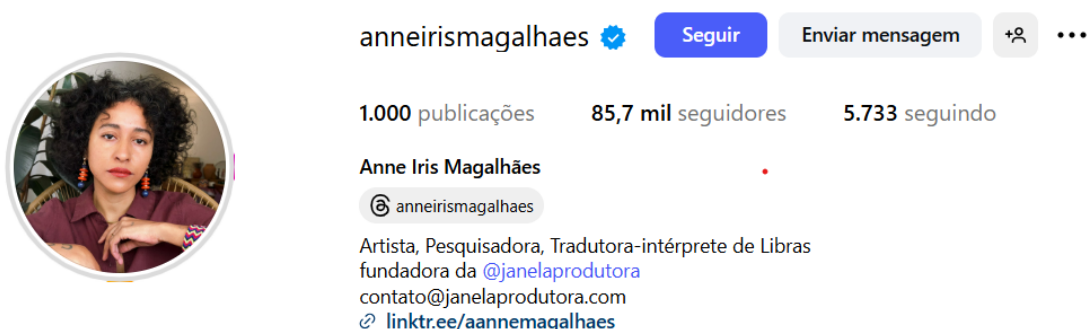 anneirismagalhaes
Seguir
Enviar mensagem
1.000 publicações
85,7 mil seguidores
5.733 seguindo
Anne Iris Magalhães
anneirismagalhaes
Artista, Pesquisadora, Tradutora-intérprete de Libras
fundadora da @janelaprodutora
contato@janelaprodutora.com
linktr.ee/aannemagalhaes